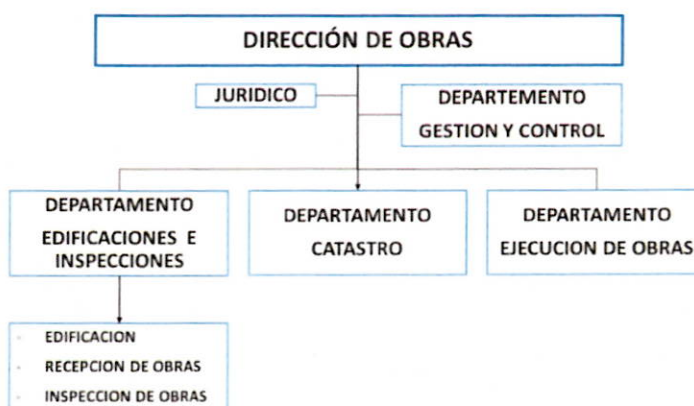 DIRECCIÓN DE OBRAS
JURIDICO
DEPARTEMENTO
GESTION Y CONTROL
DEPARTAMENTO
EDIFICACIONES E
INSPECCIONES
DEPARTAMENTO
CATASTRO
DEPARTAMENTO
EJECUCION DE OBRAS
- EDIFICACION
- RECEPCION DE OBRAS
- INSPECCION DE OBRAS